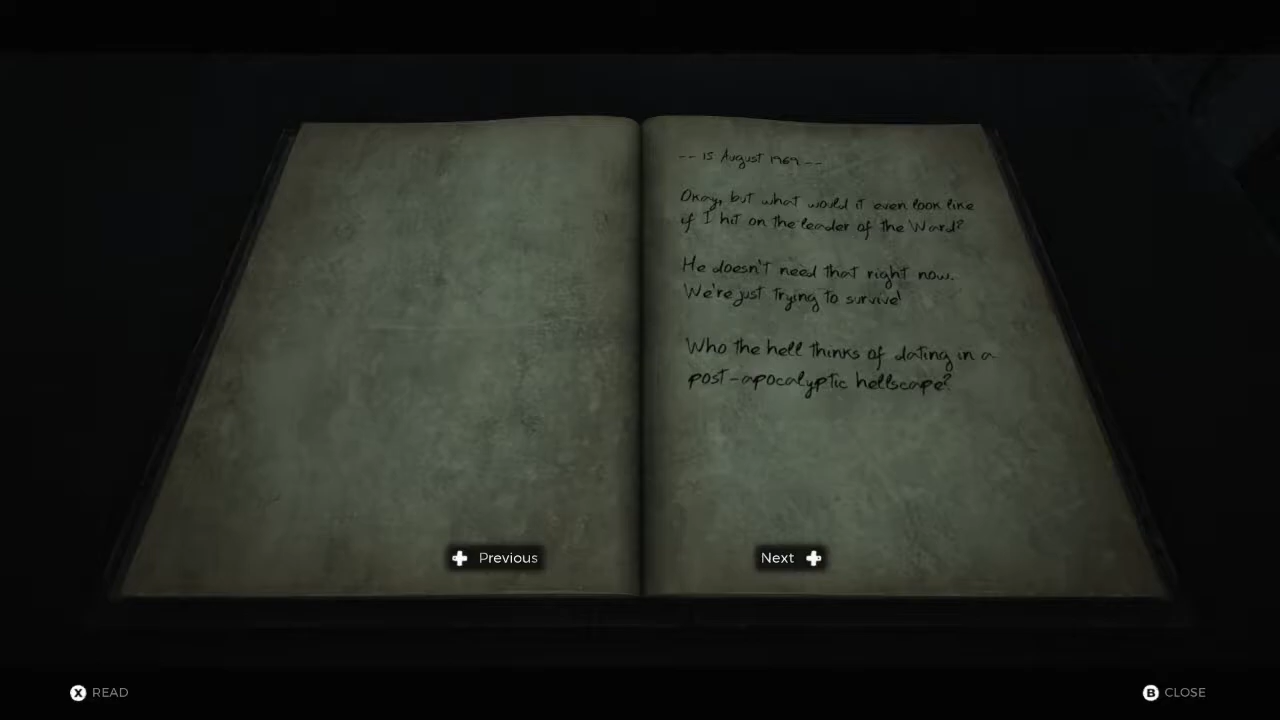 -- 15 August 1969 --
Okay, but what would it even look like
if I hit on the leader of the Ward?
He doesn't need that right now.
We're just trying to survive!
Who the hell thinks of dating in a
post-apocalyptic hellscape?
Previous
Next
X READ
B CLOSE